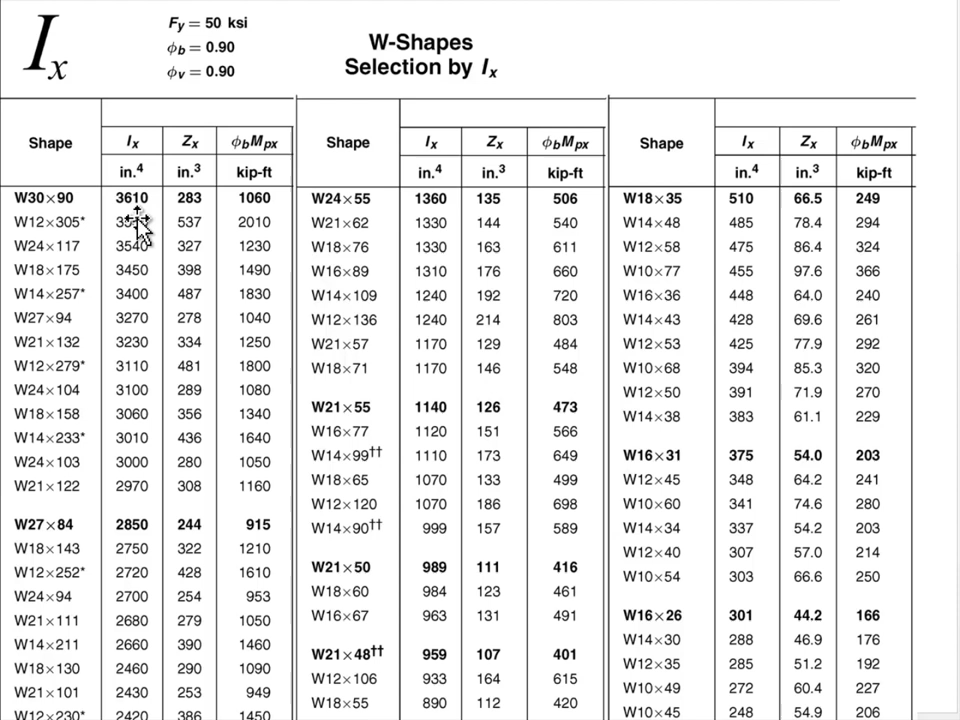 Ix
Fy = 50 ksi
ϕb = 0.90
ϕv = 0.90
W-Shapes
Selection by Ix
Shape Ix Zx ϕbMpx
in.4 in.3 kip-ft
W30×90 3610 283 1060
W12×305* 537 2010
W24×117 3540 327 1230
W18×175 3450 398 1490
W14×257* 3400 487 1830
W27×94 3270 278 1040
W21×132 3230 334 1250
W12×279* 3110 481 1800
W24×104 3100 289 1080
W18×158 3060 356 1340
W14×233* 3010 436 1640
W24×103 3000 280 1050
W21×122 2970 308 1160
W27×84 2850 244 915
W18×143 2750 322 1210
W12×252* 2720 428 1610
W24×94 2700 254 953
W21×111 2680 279 1050
W14×211 2660 390 1460
W18×130 2460 290 1090
W21×101 2430 253 949
W12×230* 2420 386 1450
Shape Ix Zx ϕbMpx
in.4 in.3 kip-ft
W24×55 1360 135 506
W21×62 1330 144 540
W18×76 1330 163 611
W16×89 1310 176 660
W14×109 1240 192 720
W12×136 1240 214 803
W21×57 1170 129 484
W18×71 1170 146 548
W21×55 1140 126 473
W16×77 1120 151 566
W14×99†† 1110 173 649
W18×65 1070 133 499
W12×120 1070 186 698
W14×90†† 999 157 589
W21×50 989 111 416
W18×60 984 123 461
W16×67 963 131 491
W21×48†† 959 107 401
W12×106 933 164 615
W18×55 890 112 420
Shape Ix Zx ϕbMpx
in.4 in.3 kip-ft
W18×35 510 66.5 249
W14×48 485 78.4 294
W12×58 475 86.4 324
W10×77 455 97.6 366
W16×36 448 64.0 240
W14×43 428 69.6 261
W12×53 425 77.9 292
W10×68 394 85.3 320
W12×50 391 71.9 270
W14×38 383 61.1 229
W16×31 375 54.0 203
W12×45 348 64.2 241
W10×60 341 74.6 280
W14×34 337 54.2 203
W12×40 307 57.0 214
W10×54 303 66.6 250
W16×26 301 44.2 166
W14×30 288 46.9 176
W12×35 285 51.2 192
W10×49 272 60.4 227
W10×45 248 54.9 206